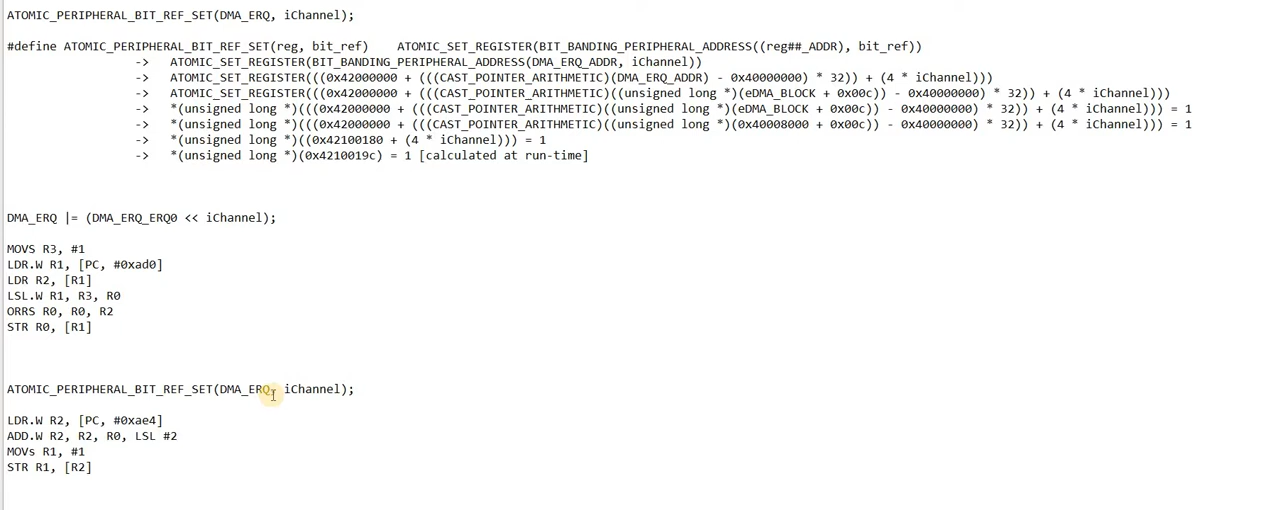 ATOMIC_PERIPHERAL_BIT_REF_SET(DMA_ERQ, iChannel);
#define ATOMIC_PERIPHERAL_BIT_REF_SET(reg, bit_ref)    ATOMIC_SET_REGISTER(BIT_BANDING_PERIPHERAL_ADDRESS((reg##_ADDR), bit_ref))
->   ATOMIC_SET_REGISTER(BIT_BANDING_PERIPHERAL_ADDRESS(DMA_ERQ_ADDR, iChannel))
->   ATOMIC_SET_REGISTER(((0x42000000 + (((CAST_POINTER_ARITHMETIC)(DMA_ERQ_ADDR) - 0x40000000) * 32)) + (4 * iChannel)))
->   ATOMIC_SET_REGISTER(((0x42000000 + (((CAST_POINTER_ARITHMETIC)((unsigned long *)(eDMA_BLOCK + 0x00c)) - 0x40000000) * 32)) + (4 * iChannel)))
->   *(unsigned long *)(((0x42000000 + (((CAST_POINTER_ARITHMETIC)((unsigned long *)(eDMA_BLOCK + 0x00c)) - 0x40000000) * 32)) + (4 * iChannel))) = 1
->   *(unsigned long *)(((0x42000000 + (((CAST_POINTER_ARITHMETIC)((unsigned long *)(0x40008000 + 0x00c)) - 0x40000000) * 32)) + (4 * iChannel))) = 1
->   *(unsigned long *)((0x42100180 + (4 * iChannel))) = 1
->   *(unsigned long *)(0x4210019c) = 1 [calculated at run-time]
DMA_ERQ |= (DMA_ERQ_ERQ0 << iChannel);
MOVS R3, #1
LDR.W R1, [PC, #0xad0]
LDR R2, [R1]
LSL.W R1, R3, R0
ORRS R0, R0, R2
STR R0, [R1]
ATOMIC_PERIPHERAL_BIT_REF_SET(DMA_ERQ, iChannel);
LDR.W R2, [PC, #0xae4]
ADD.W R2, R2, R0, LSL #2
MOVs R1, #1
STR R1, [R2]